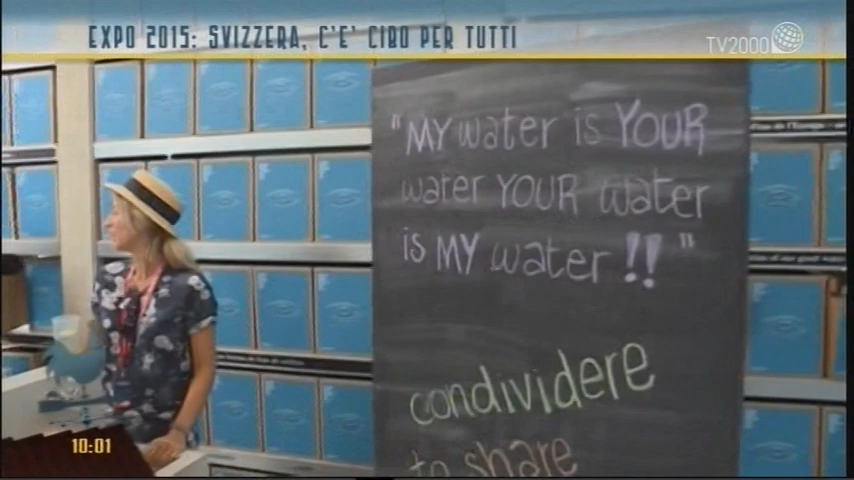 EXPO 2015: SVIZZERA, C'E' CIBO PER TUTTI
TV2000
"MY water is YOUR
water YOUR water
is MY water !!"
condividere
to share
10:01